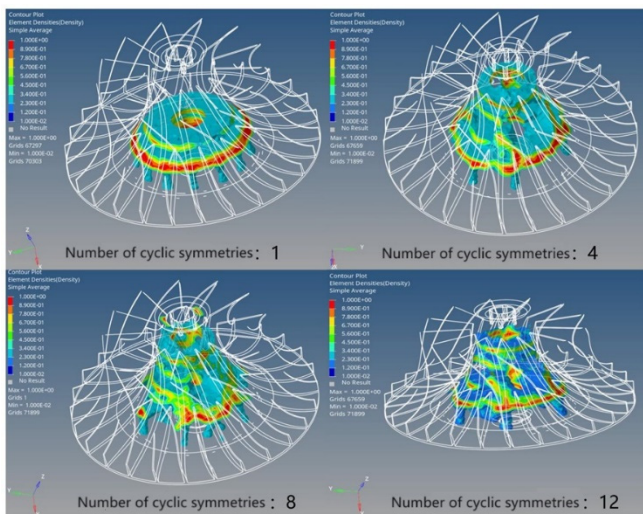 Contour Plot
Element Densities(Density)
Simple Average
1.000E+00
8.900E-01
7.800E-01
6.700E-01
5.600E-01
4.500E-01
3.400E-01
2.300E-01
1.200E-01
1.000E-02
No Result
Max = 1.000E+00
Grids 67297
Min = 1.000E-02
Grids 70303
Z
Y
Number of cyclic symmetries: 1
Contour Plot
Element Densities(Density)
Simple Average
1.000E+00
8.900E-01
7.800E-01
6.700E-01
5.600E-01
4.500E-01
3.400E-01
2.300E-01
1.200E-01
1.000E-02
No Result
Max = 1.000E+00
Grids 67659
Min = 1.000E-02
Grids 71899
Y
Number of cyclic symmetries: 4
Contour Plot
Element Densities(Density)
Simple Average
1.000E+00
8.900E-01
7.800E-01
6.700E-01
5.600E-01
4.500E-01
3.400E-01
2.300E-01
1.200E-01
1.000E-02
No Result
Max = 1.000E+00
Grids 1
Min = 1.000E-02
Grids 71899
Z
Y
Number of cyclic symmetries: 8
Contour Plot
Element Densities(Density)
Simple Average
1.000E+00
8.900E-01
7.800E-01
6.700E-01
5.600E-01
4.500E-01
3.400E-01
2.300E-01
1.200E-01
1.000E-02
No Result
Max = 1.000E+00
Grids 67659
Min = 1.000E-02
Grids 71899
Z
Y
Number of cyclic symmetries: 12